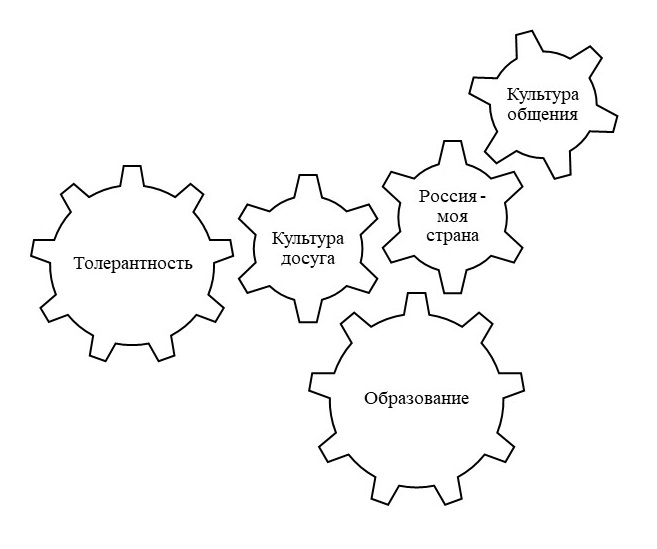 Культура
общения
Россия -
моя
страна
Культура
досуга
Толерантность
Образование